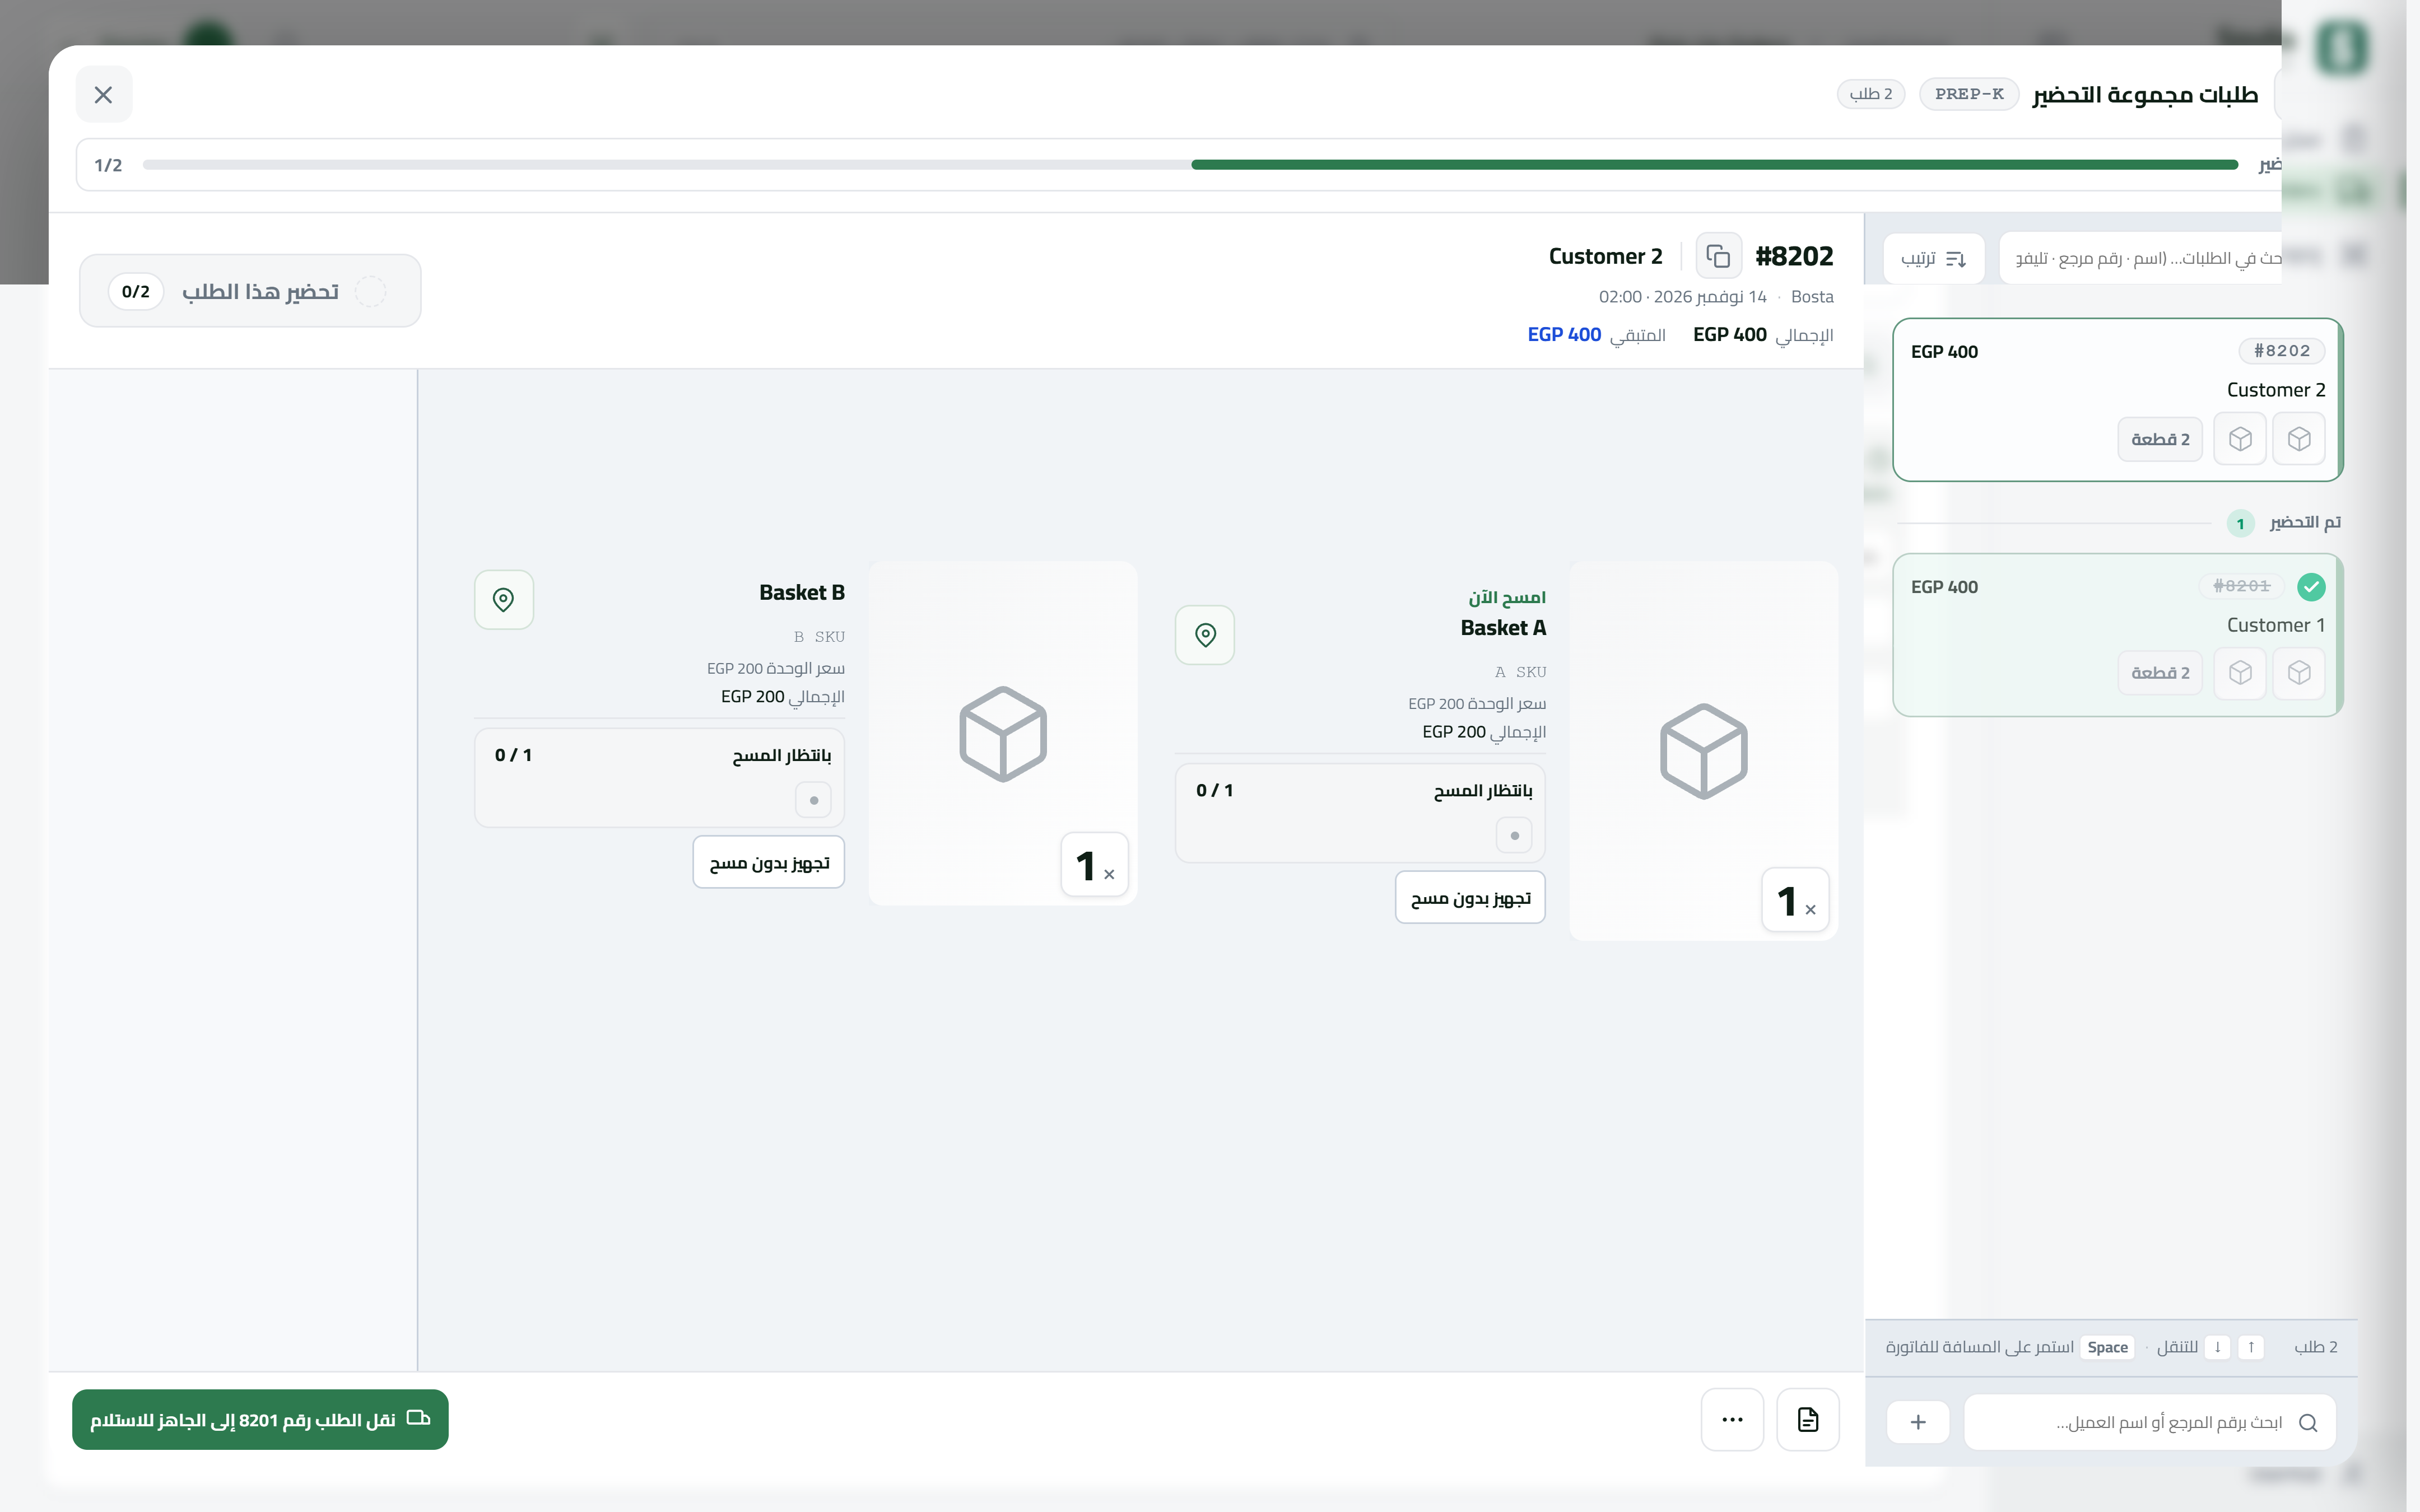 طلبات مجموعة التحضير PREP-K 2 طلب
1/2
ترتيب
#8202 Customer 2
Bosta · 14 نوفمبر 2026 · 02:00
الإجمالي EGP 400 المتبقي EGP 400
تحضير هذا الطلب 0/2
#8202 EGP 400
Customer 2
2 قطعة
تم التحضير 1
#8201 EGP 400
Customer 1
2 قطعة
امسح الآن
Basket A
A SKU
سعر الوحدة EGP 200
الإجمالي EGP 200
بانتظار المسح 0 / 1
تجهيز بدون مسح
1 ×
Basket B
B SKU
سعر الوحدة EGP 200
الإجمالي EGP 200
بانتظار المسح 0 / 1
تجهيز بدون مسح
1 ×
2 طلب ↑ ↓ للتنقل · Space استمر على المسافة للفاتورة
ابحث برقم المرجع أو اسم العميل...
نقل الطلب رقم 8201 إلى الجاهز للاستلام